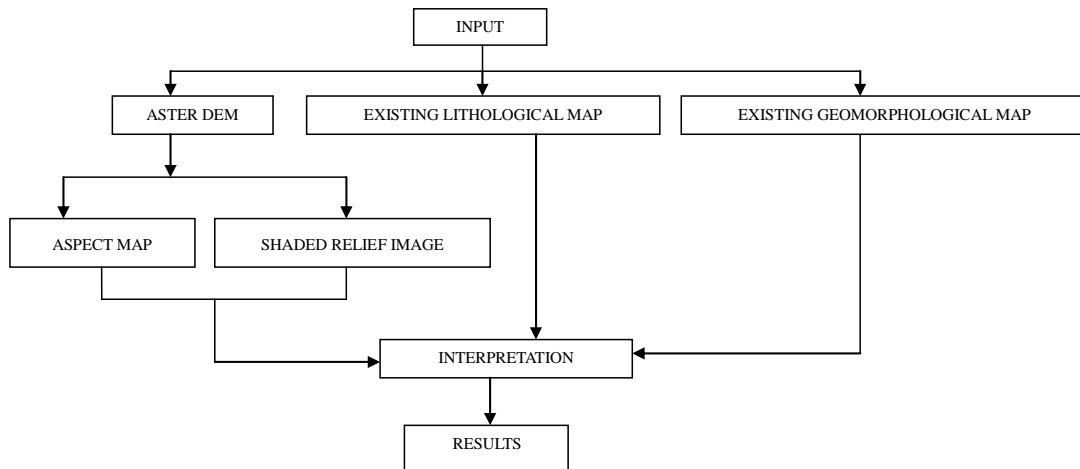 INPUT
ASTER DEM
EXISTING LITHOLOGICAL MAP
EXISTING GEOMORPHOLOGICAL MAP
ASPECT MAP
SHADED RELIEF IMAGE
INTERPRETATION
RESULTS